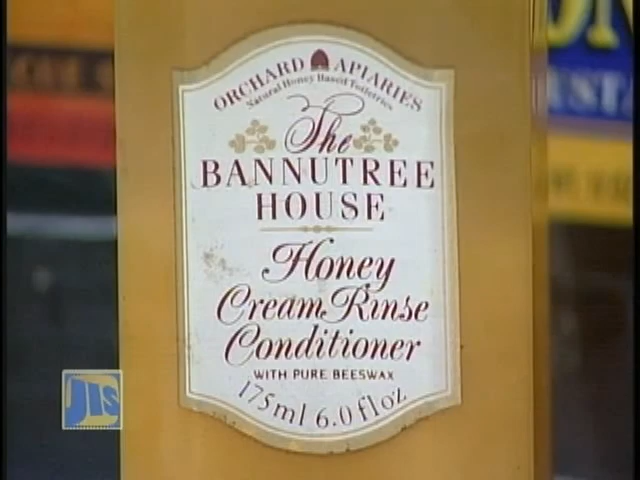 ORCHARD APIARIES
Natural Honey Based Toiletries
The
BANNUTREE
HOUSE
Honey
Cream Rinse
Conditioner
WITH PURE BEESWAX
175ml 6.0 fl oz
JIS